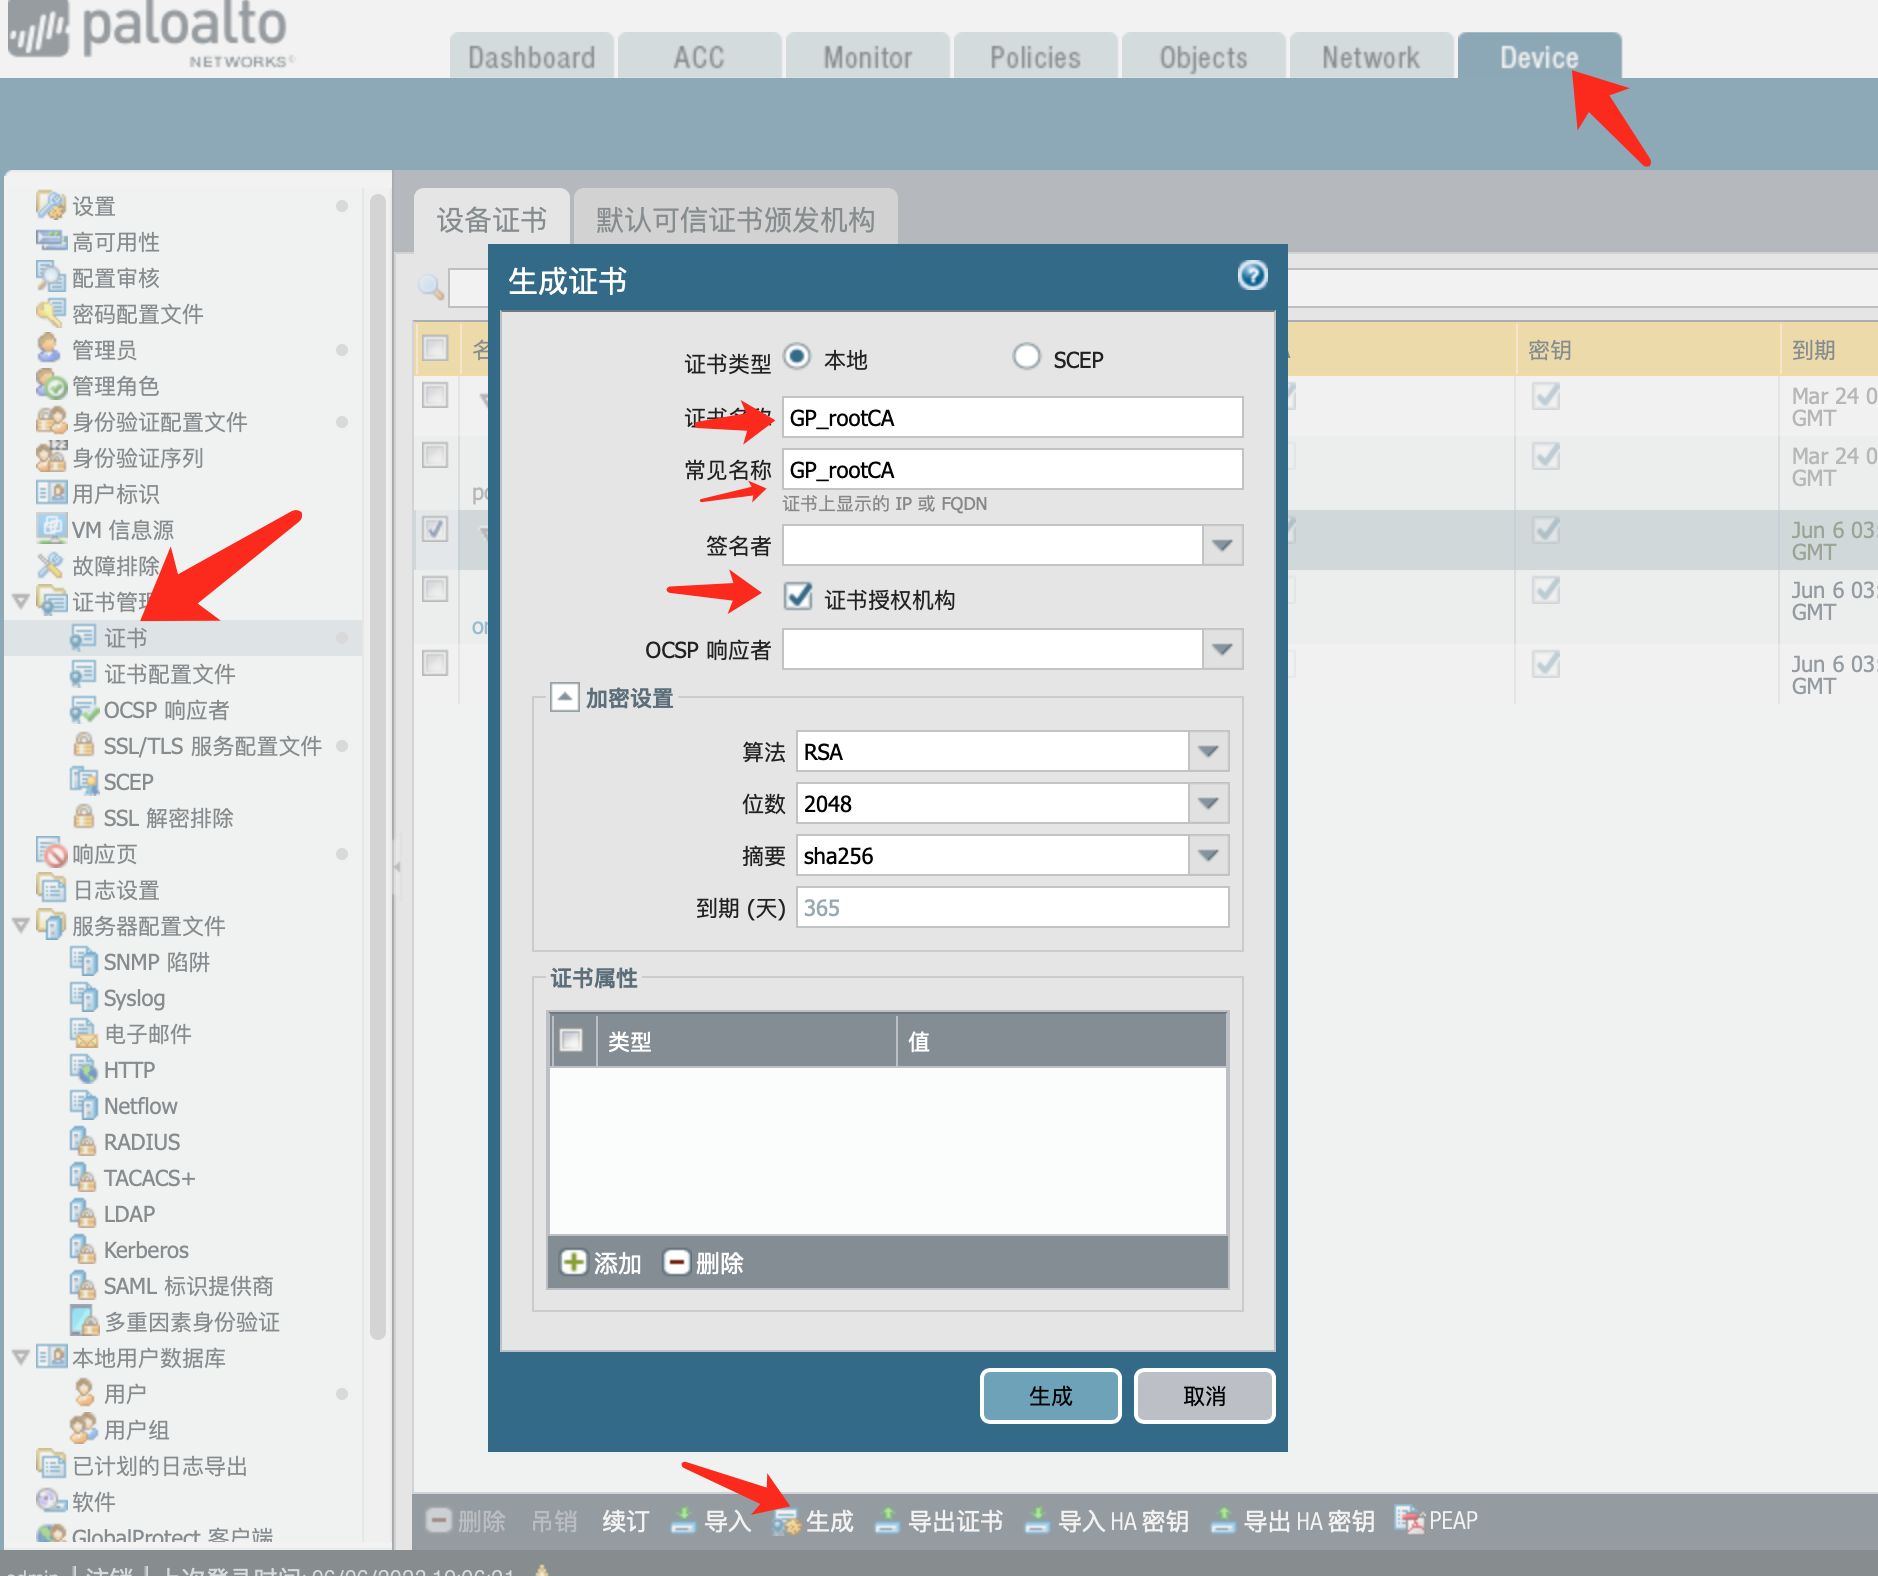 paloalto
NETWORKS
Dashboard
ACC
Monitor
Policies
Objects
Network
Device
设置
高可用性
配置审核
密码配置文件
管理员
管理角色
身份验证配置文件
身份验证序列
用户标识
VM 信息源
故障排除
证书管
证书
证书配置文件
OCSP 响应者
SSL/TLS 服务配置文件
SCEP
SSL 解密排除
响应页
日志设置
服务器配置文件
SNMP 陷阱
Syslog
电子邮件
HTTP
Netflow
RADIUS
TACACS+
LDAP
Kerberos
SAML 标识提供商
多重因素身份验证
本地用户数据库
用户
用户组
已计划的日志导出
软件
GlobalProtect 客户端
设备证书
默认可信证书颁发机构
名
密钥
到期
Mar 24 0
GMT
Mar 24 0
GMT
Jun 6 03:
GMT
Jun 6 03:
GMT
Jun 6 03:
GMT
生成证书
证书类型
本地
SCEP
证书名称
GP_rootCA
常见名称
GP_rootCA
证书上显示的 IP 或 FQDN
签名者
证书授权机构
OCSP 响应者
加密设置
算法
RSA
位数
2048
摘要
sha256
到期 (天)
365
证书属性
类型
值
添加
删除
生成
取消
删除
吊销
续订
导入
生成
导出证书
导入 HA 密钥
导出 HA 密钥
PEAP
admin | 注销 | 上次登录时间: 06/06/2022 10:06:21